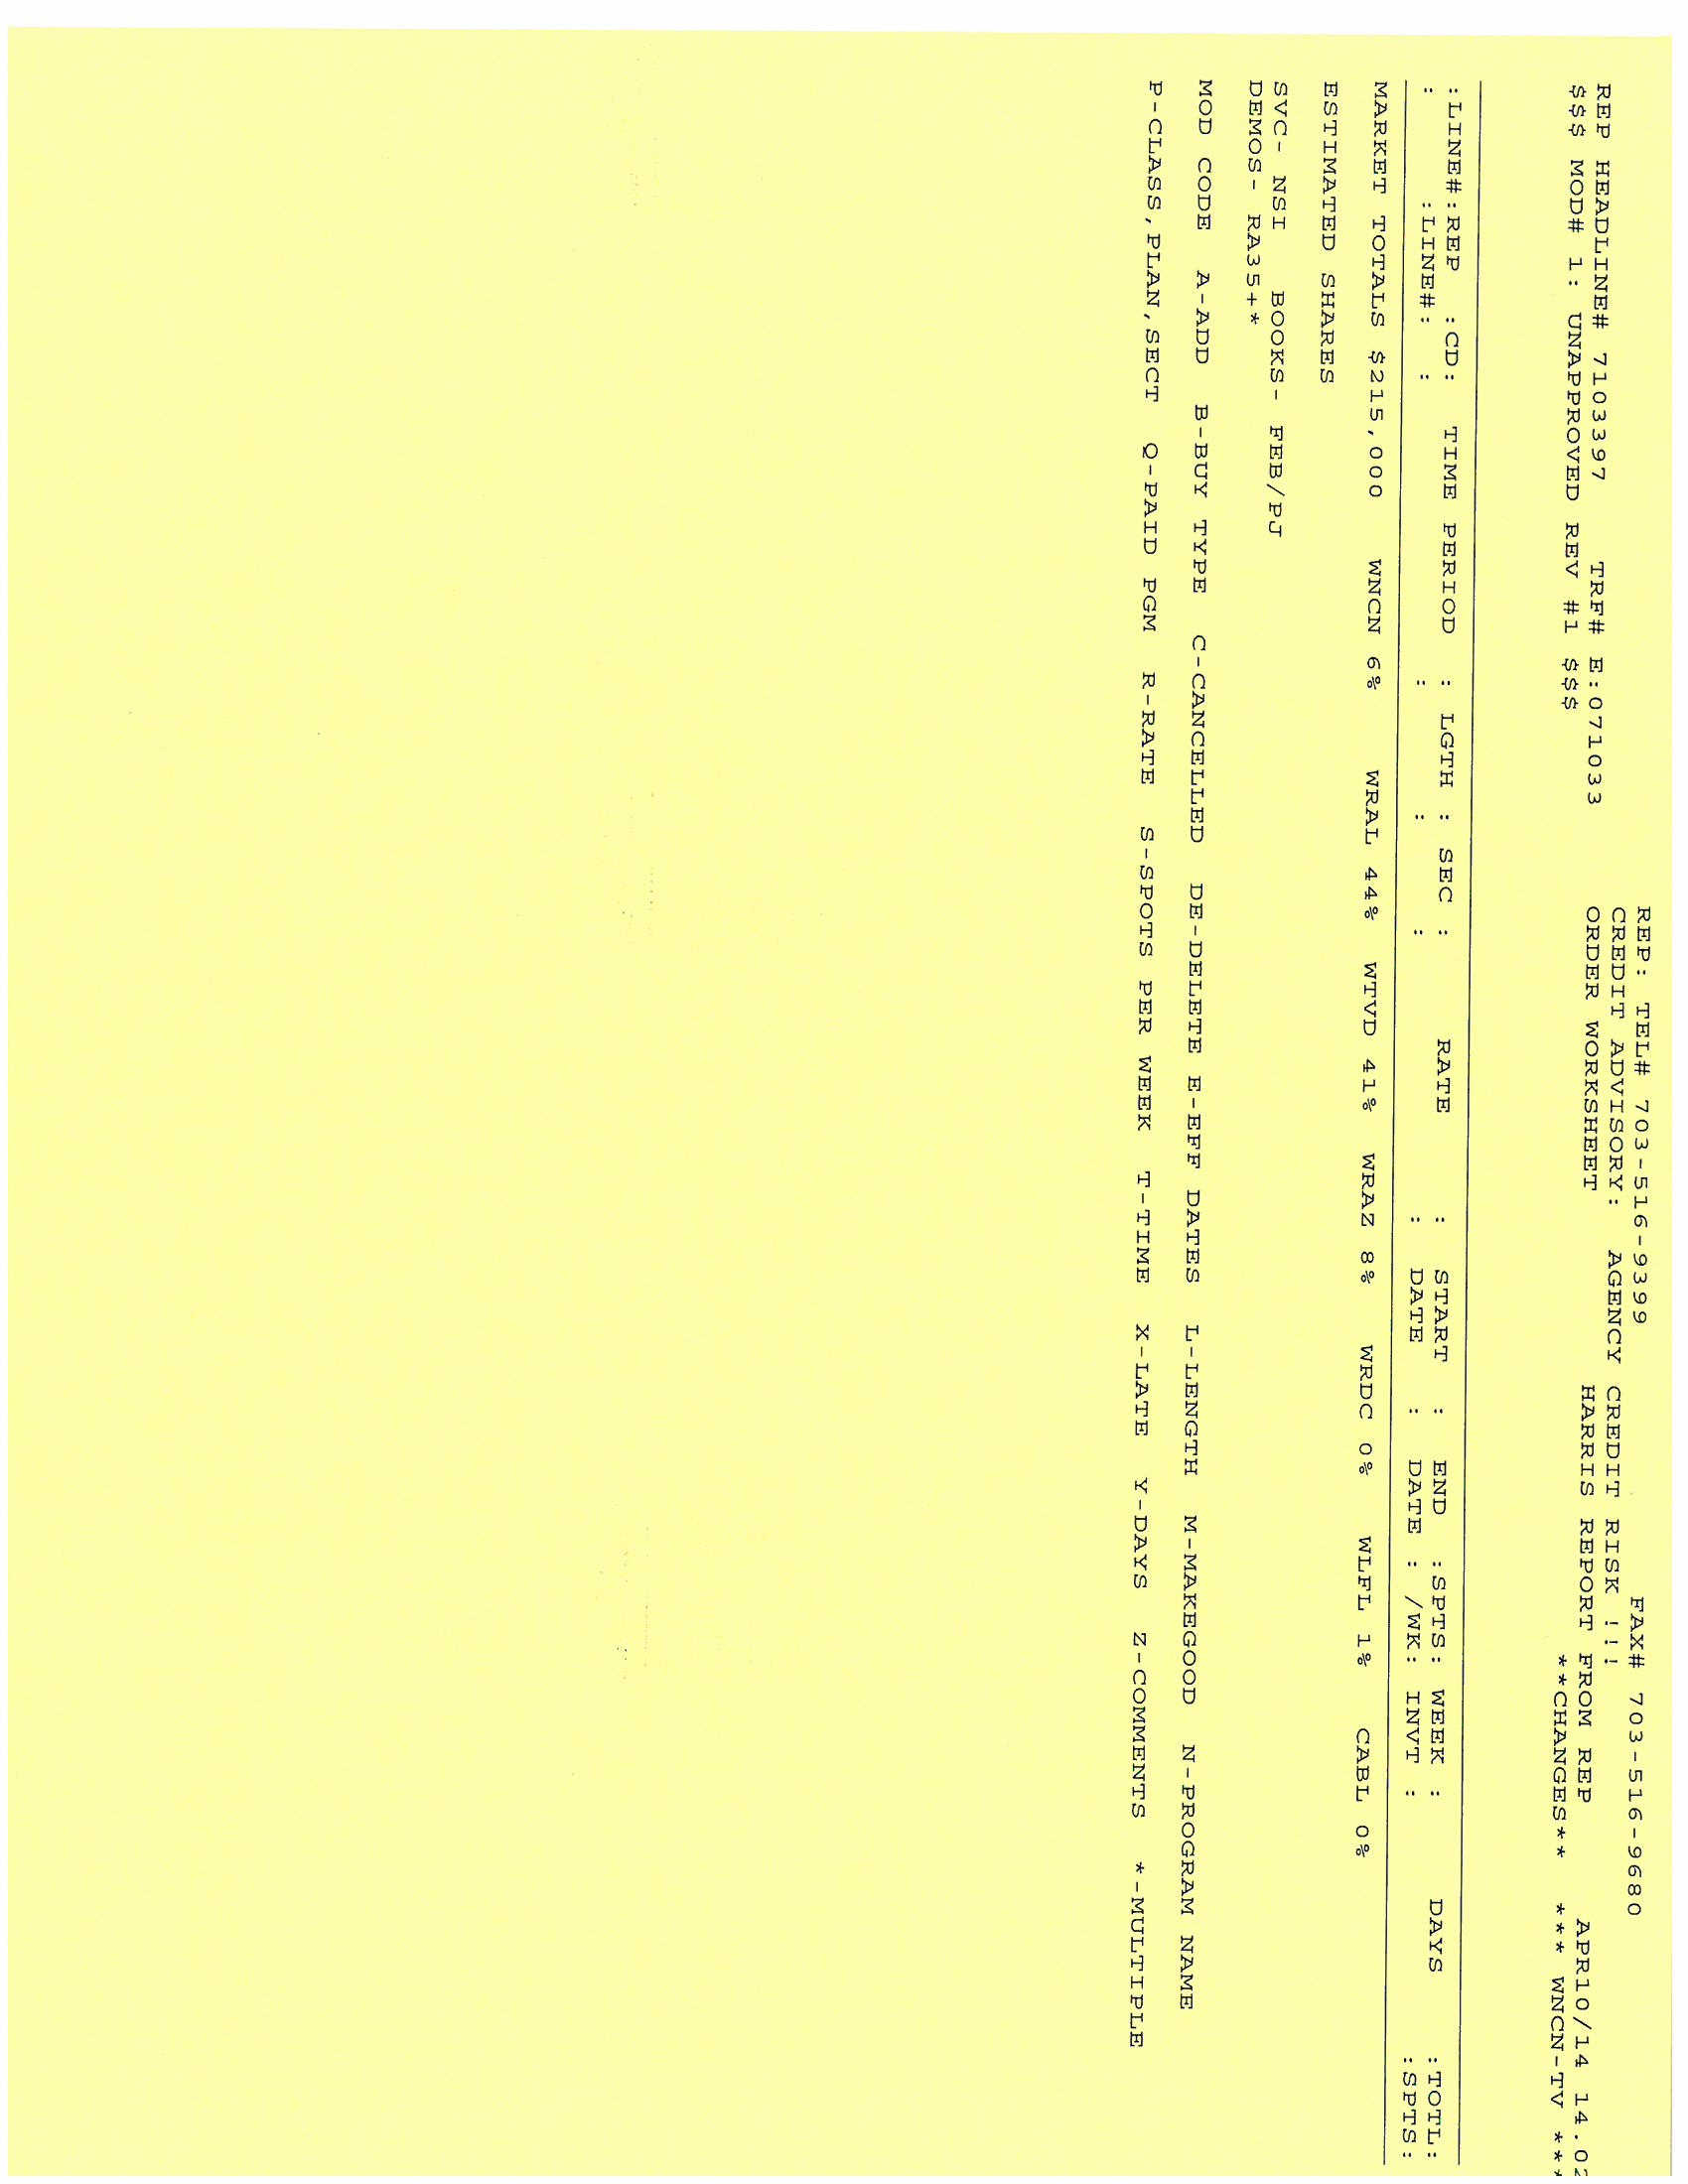 REP: TEL# 703-516-9399 FAX# 703-516-9680
CREDIT ADVISORY: AGENCY CREDIT RISK !!!
REP HEADLINE# 7103397 TRF# E:071033 ORDER WORKSHEET HARRIS REPORT FROM REP APR10/14 14.02
$$$ MOD# 1: UNAPPROVED REV #1 $$$ **CHANGES** *** WNCN-TV ***
:LINE#:REP :CD: TIME PERIOD : LGTH : SEC : RATE : START : END :SPTS: WEEK : DAYS :TOTL:
: :LINE#: : : : : : DATE : DATE : /WK: INVT : :SPTS:
MARKET TOTALS $215,000 WNCN 6% WRAL 44% WTVD 41% WRAZ 8% WRDC 0% WLFL 1% CABL 0%
ESTIMATED SHARES
SVC- NSI BOOKS- FEB/PJ
DEMOS- RA35+*
MOD CODE A-ADD B-BUY TYPE C-CANCELLED DE-DELETE E-EFF DATES L-LENGTH M-MAKEGOOD N-PROGRAM NAME
P-CLASS,PLAN,SECT Q-PAID PGM R-RATE S-SPOTS PER WEEK T-TIME X-LATE Y-DAYS Z-COMMENTS *-MULTIPLE